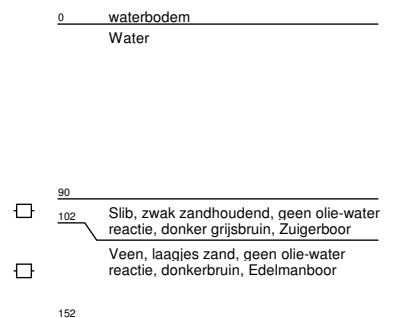 0 waterbodem
Water
90
102 Slib, zwak zandhoudend, geen olie-water
reactie, donker grijsbruin, Zuigerboor
Veen, laagjes zand, geen olie-water
reactie, donkerbruin, Edelmanboor
152